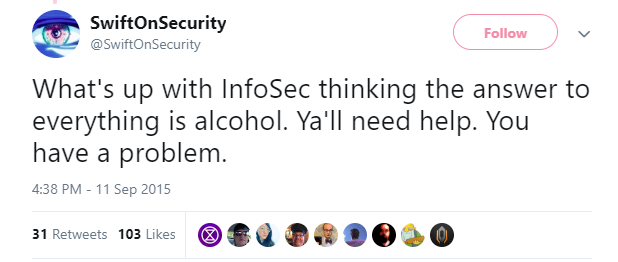 SwiftOnSecurity
@SwiftOnSecurity
Follow
What's up with InfoSec thinking the answer to
everything is alcohol. Ya'll need help. You
have a problem.
4:38 PM - 11 Sep 2015
31 Retweets 103 Likes